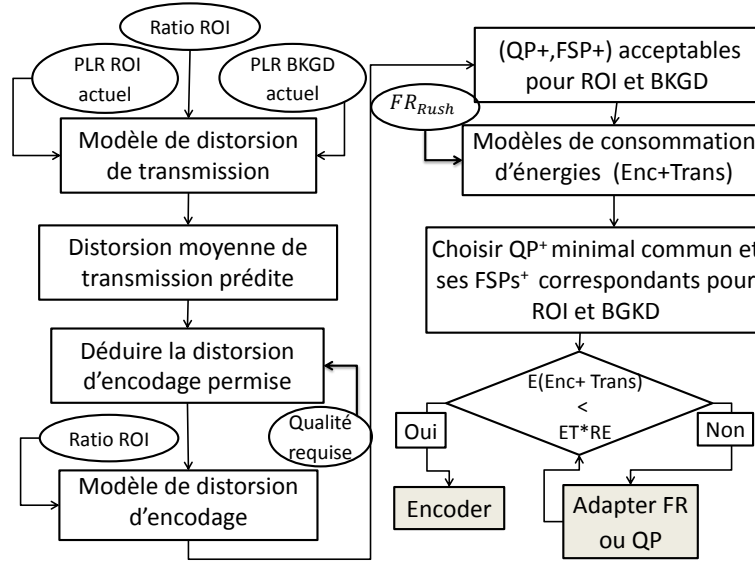 Ratio ROI
PLR ROI
actuel
PLR BKGD
actuel
Modèle de distorsion
de transmission
Distorsion moyenne de
transmission prédite
Déduire la distorsion
d'encodage permise
Ratio ROI
Qualité
requise
Modèle de distorsion
d'encodage
(QP+,FSP+) acceptables
pour ROI et BKGD
FR_Rush
Modèles de consommation
d'énergies (Enc+Trans)
Choisir QP⁺ minimal commun et
ses FSPs⁺ correspondants pour
ROI et BGKD
E(Enc+ Trans)
<
ET*RE
Oui
Non
Encoder
Adapter FR
ou QP